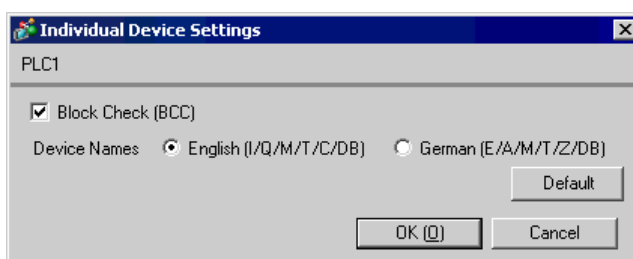 Individual Device Settings
PLC1
Block Check (BCC)
Device Names English (I/Q/M/T/C/DB) German (E/A/M/T/Z/DB)
Default
OK (O) Cancel